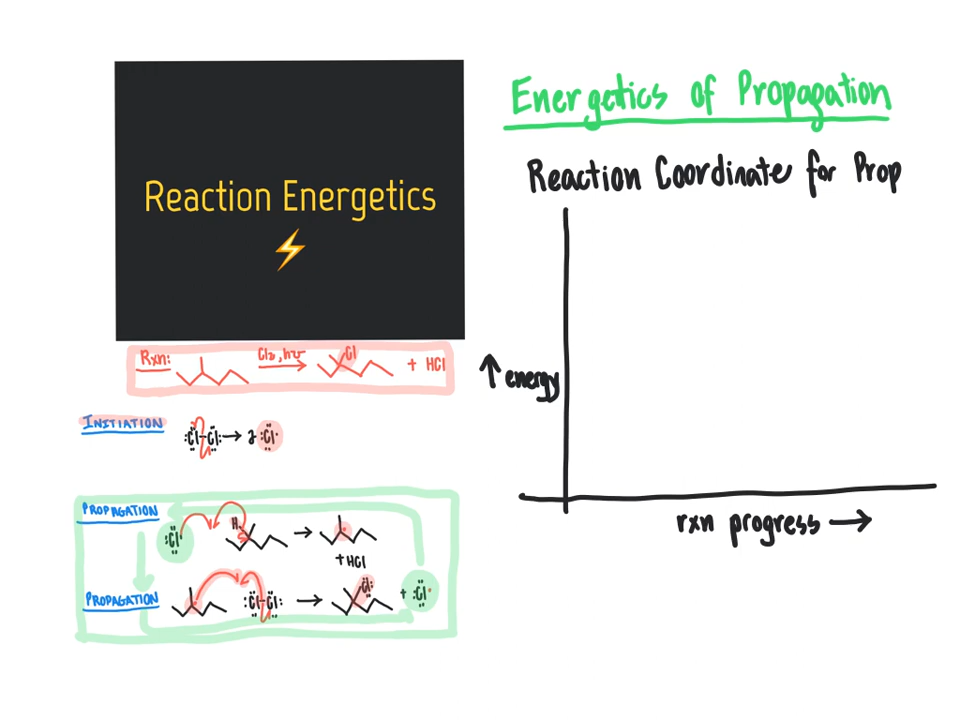 Reaction Energetics
Energetics of Propagation
Reaction Coordinate for Prop
↑ energy
rxn progress →
Rxn:
Cl₂, hν
Cl
+ HCl
INITIATION
:Cl-Cl: → 2 :Cl·
PROPAGATION
:Cl
H
→
+ HCl
PROPAGATION
:Cl-Cl:
→
:Cl:
+ :Cl·